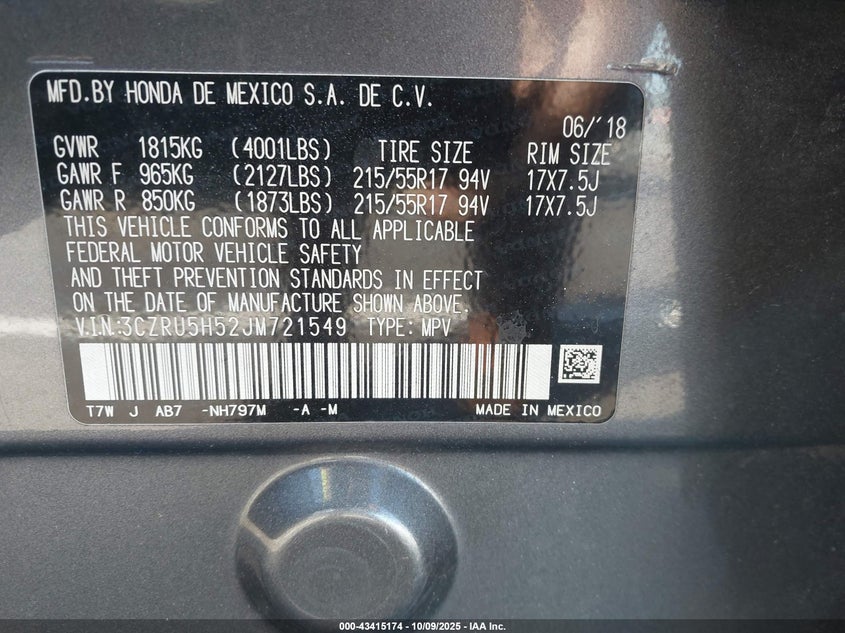 MFD.BY HONDA DE MEXICO S.A. DE C.V.
06/'18
GVWR 1815KG (4001LBS) TIRE SIZE RIM SIZE
GAWR F 965KG (2127LBS) 215/55R17 94V 17X7.5J
GAWR R 850KG (1873LBS) 215/55R17 94V 17X7.5J
THIS VEHICLE CONFORMS TO ALL APPLICABLE
FEDERAL MOTOR VEHICLE SAFETY
AND THEFT PREVENTION STANDARDS IN EFFECT
ON THE DATE OF MANUFACTURE SHOWN ABOVE.
V.I.N:3CZRU5H52JM721549 TYPE: MPV
T7W J AB7 -NH797M -A -M MADE IN MEXICO
000-43415174 - 10/09/2025 - IAA Inc.